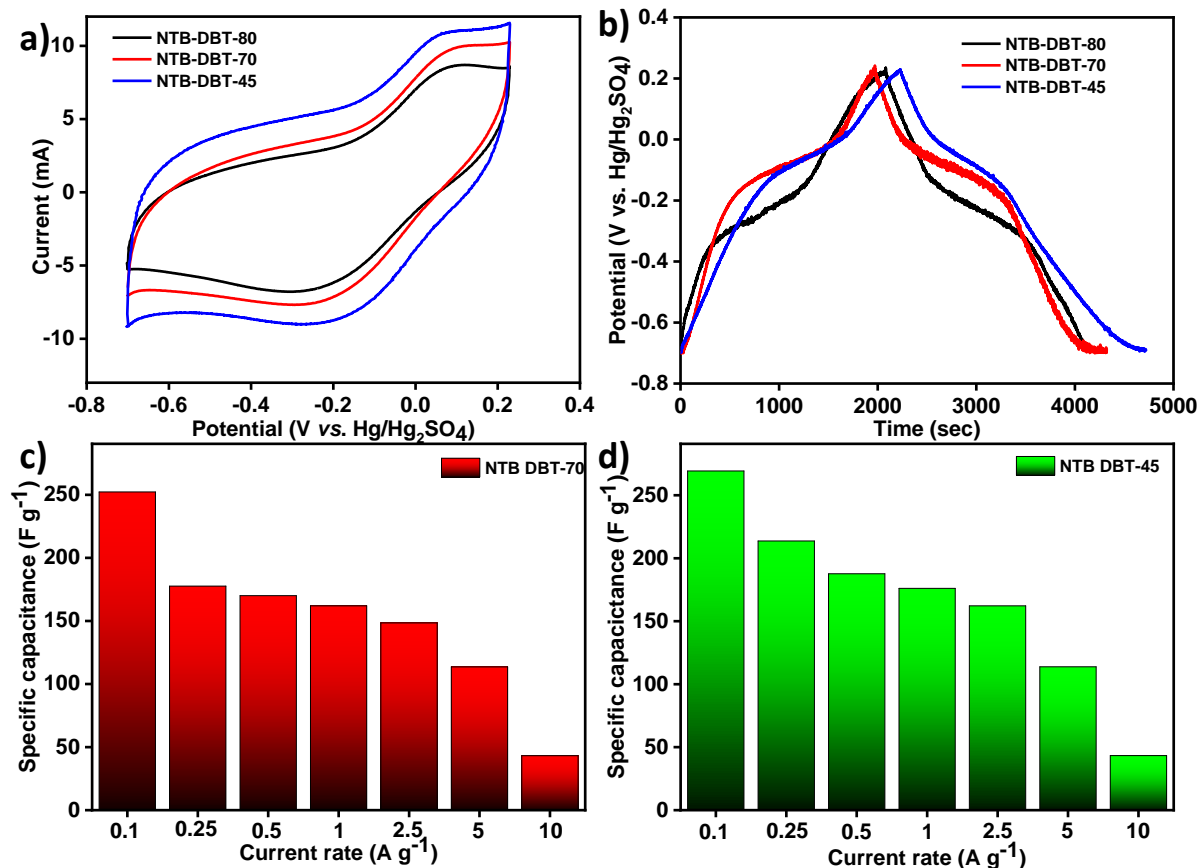 a)
NTB-DBT-80
NTB-DBT-70
NTB-DBT-45
Current (mA)
10
5
0
-5
-10
-0.8 -0.6 -0.4 -0.2 0.0 0.2 0.4
Potential (V vs. Hg/Hg₂SO₄)
b)
NTB-DBT-80
NTB-DBT-70
NTB-DBT-45
Potential (V vs. Hg/Hg₂SO₄)
0.4
0.2
0.0
-0.2
-0.4
-0.6
-0.8
0 1000 2000 3000 4000 5000
Time (sec)
c)
NTB DBT-70
Specific capacitance (F g⁻¹)
250
200
150
100
50
0
0.1 0.25 0.5 1 2.5 5 10
Current rate (A g⁻¹)
d)
NTB DBT-45
Specific capacictance (F g⁻¹)
250
200
150
100
50
0
0.1 0.25 0.5 1 2.5 5 10
Current rate (A g⁻¹)